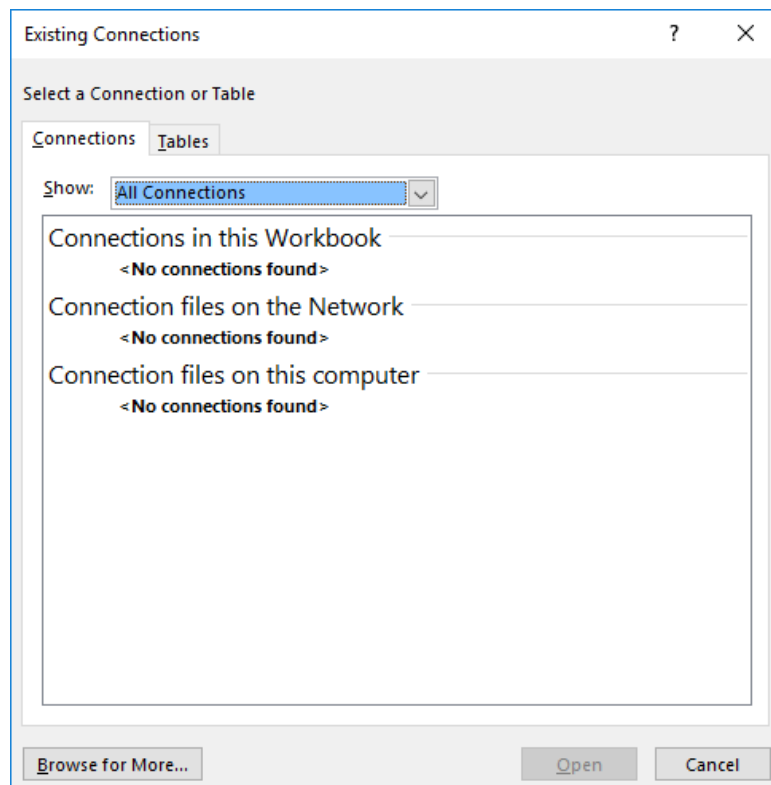 Existing Connections ?
Select a Connection or Table
Connections Tables
Show: All Connections
Connections in this Workbook
<No connections found>
Connection files on the Network
<No connections found>
Connection files on this computer
<No connections found>
Browse for More... Open Cancel